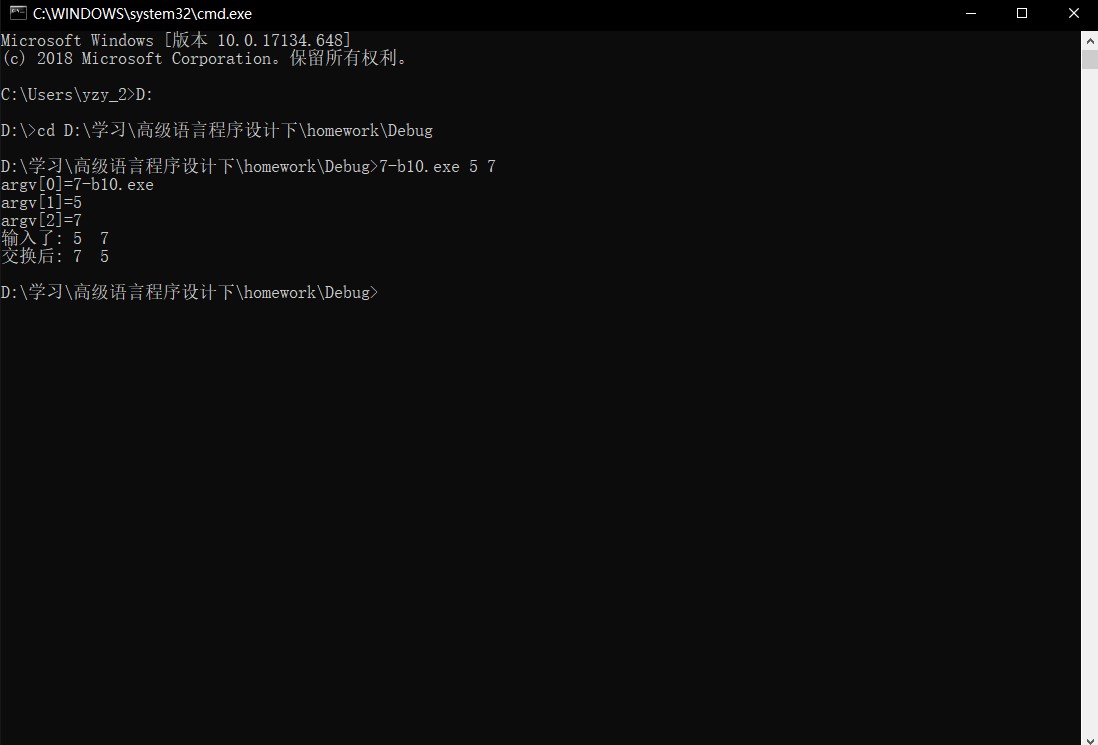 C:\WINDOWS\system32\cmd.exe
Microsoft Windows [版本 10.0.17134.648]
(c) 2018 Microsoft Corporation。保留所有权利。
C:\Users\yzy_2>D:
D:\>cd D:\学习\高级语言程序设计下\homework\Debug
D:\学习\高级语言程序设计下\homework\Debug>7-b10.exe 5 7
argv[0]=7-b10.exe
argv[1]=5
argv[2]=7
输入了: 5  7
交换后: 7  5
D:\学习\高级语言程序设计下\homework\Debug>